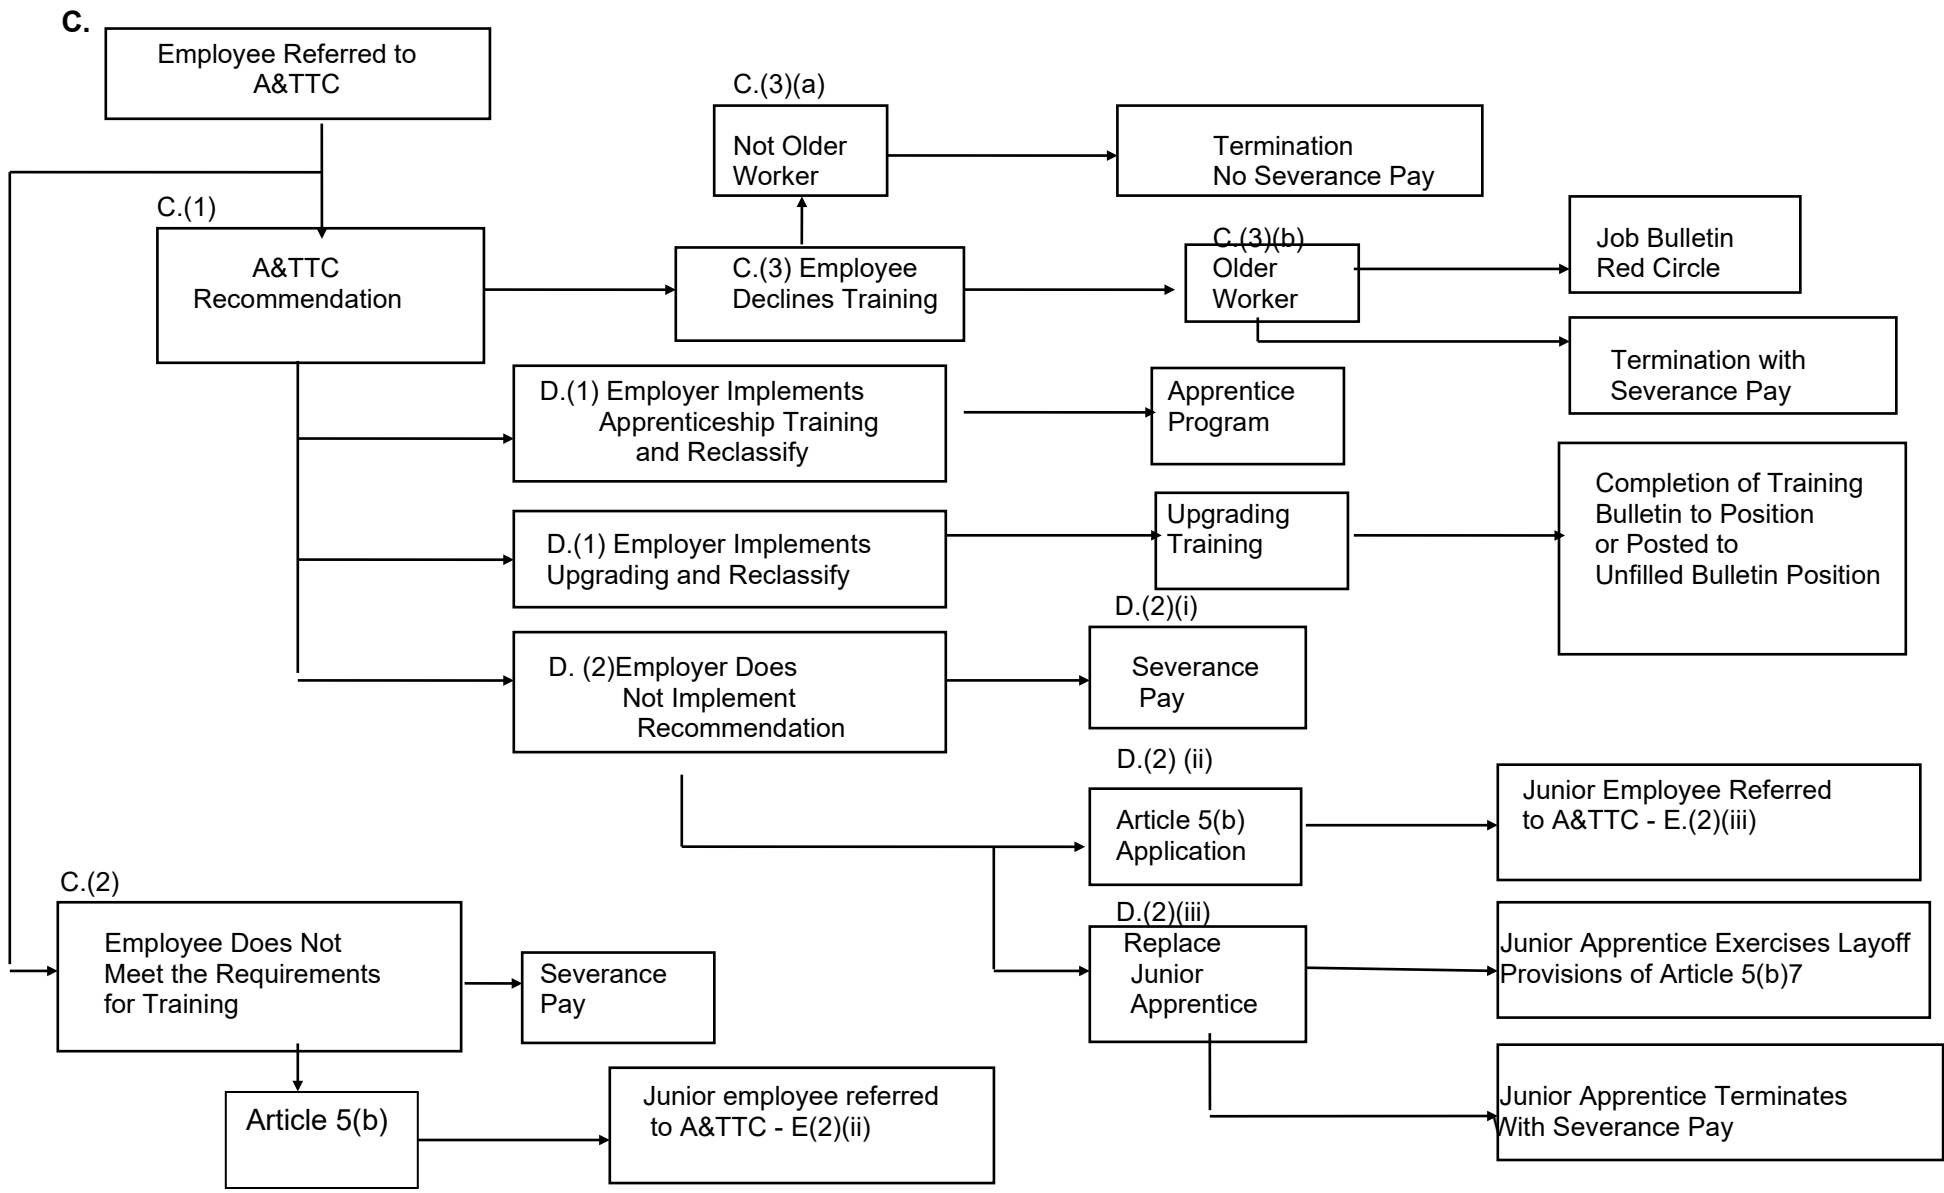 C.
Employee Referred to
A&TTC
C.(3)(a)
Not Older
Worker
Termination
No Severance Pay
C.(1)
A&TTC
Recommendation
C.(3) Employee
Declines Training
C.(3)(b)
Older
Worker
Job Bulletin
Red Circle
Termination with
Severance Pay
D.(1) Employer Implements
Apprenticeship Training
and Reclassify
Apprentice
Program
D.(1) Employer Implements
Upgrading and Reclassify
Upgrading
Training
Completion of Training
Bulletin to Position
or Posted to
Unfilled Bulletin Position
D. (2)Employer Does
Not Implement
Recommendation
D.(2)(i)
Severance
Pay
D.(2) (ii)
Article 5(b)
Application
Junior Employee Referred
to A&TTC - E.(2)(iii)
D.(2)(iii)
Replace
Junior
Apprentice
Junior Apprentice Exercises Layoff
Provisions of Article 5(b)7
Junior Apprentice Terminates
With Severance Pay
C.(2)
Employee Does Not
Meet the Requirements
for Training
Severance
Pay
Article 5(b)
Junior employee referred
to A&TTC - E(2)(ii)